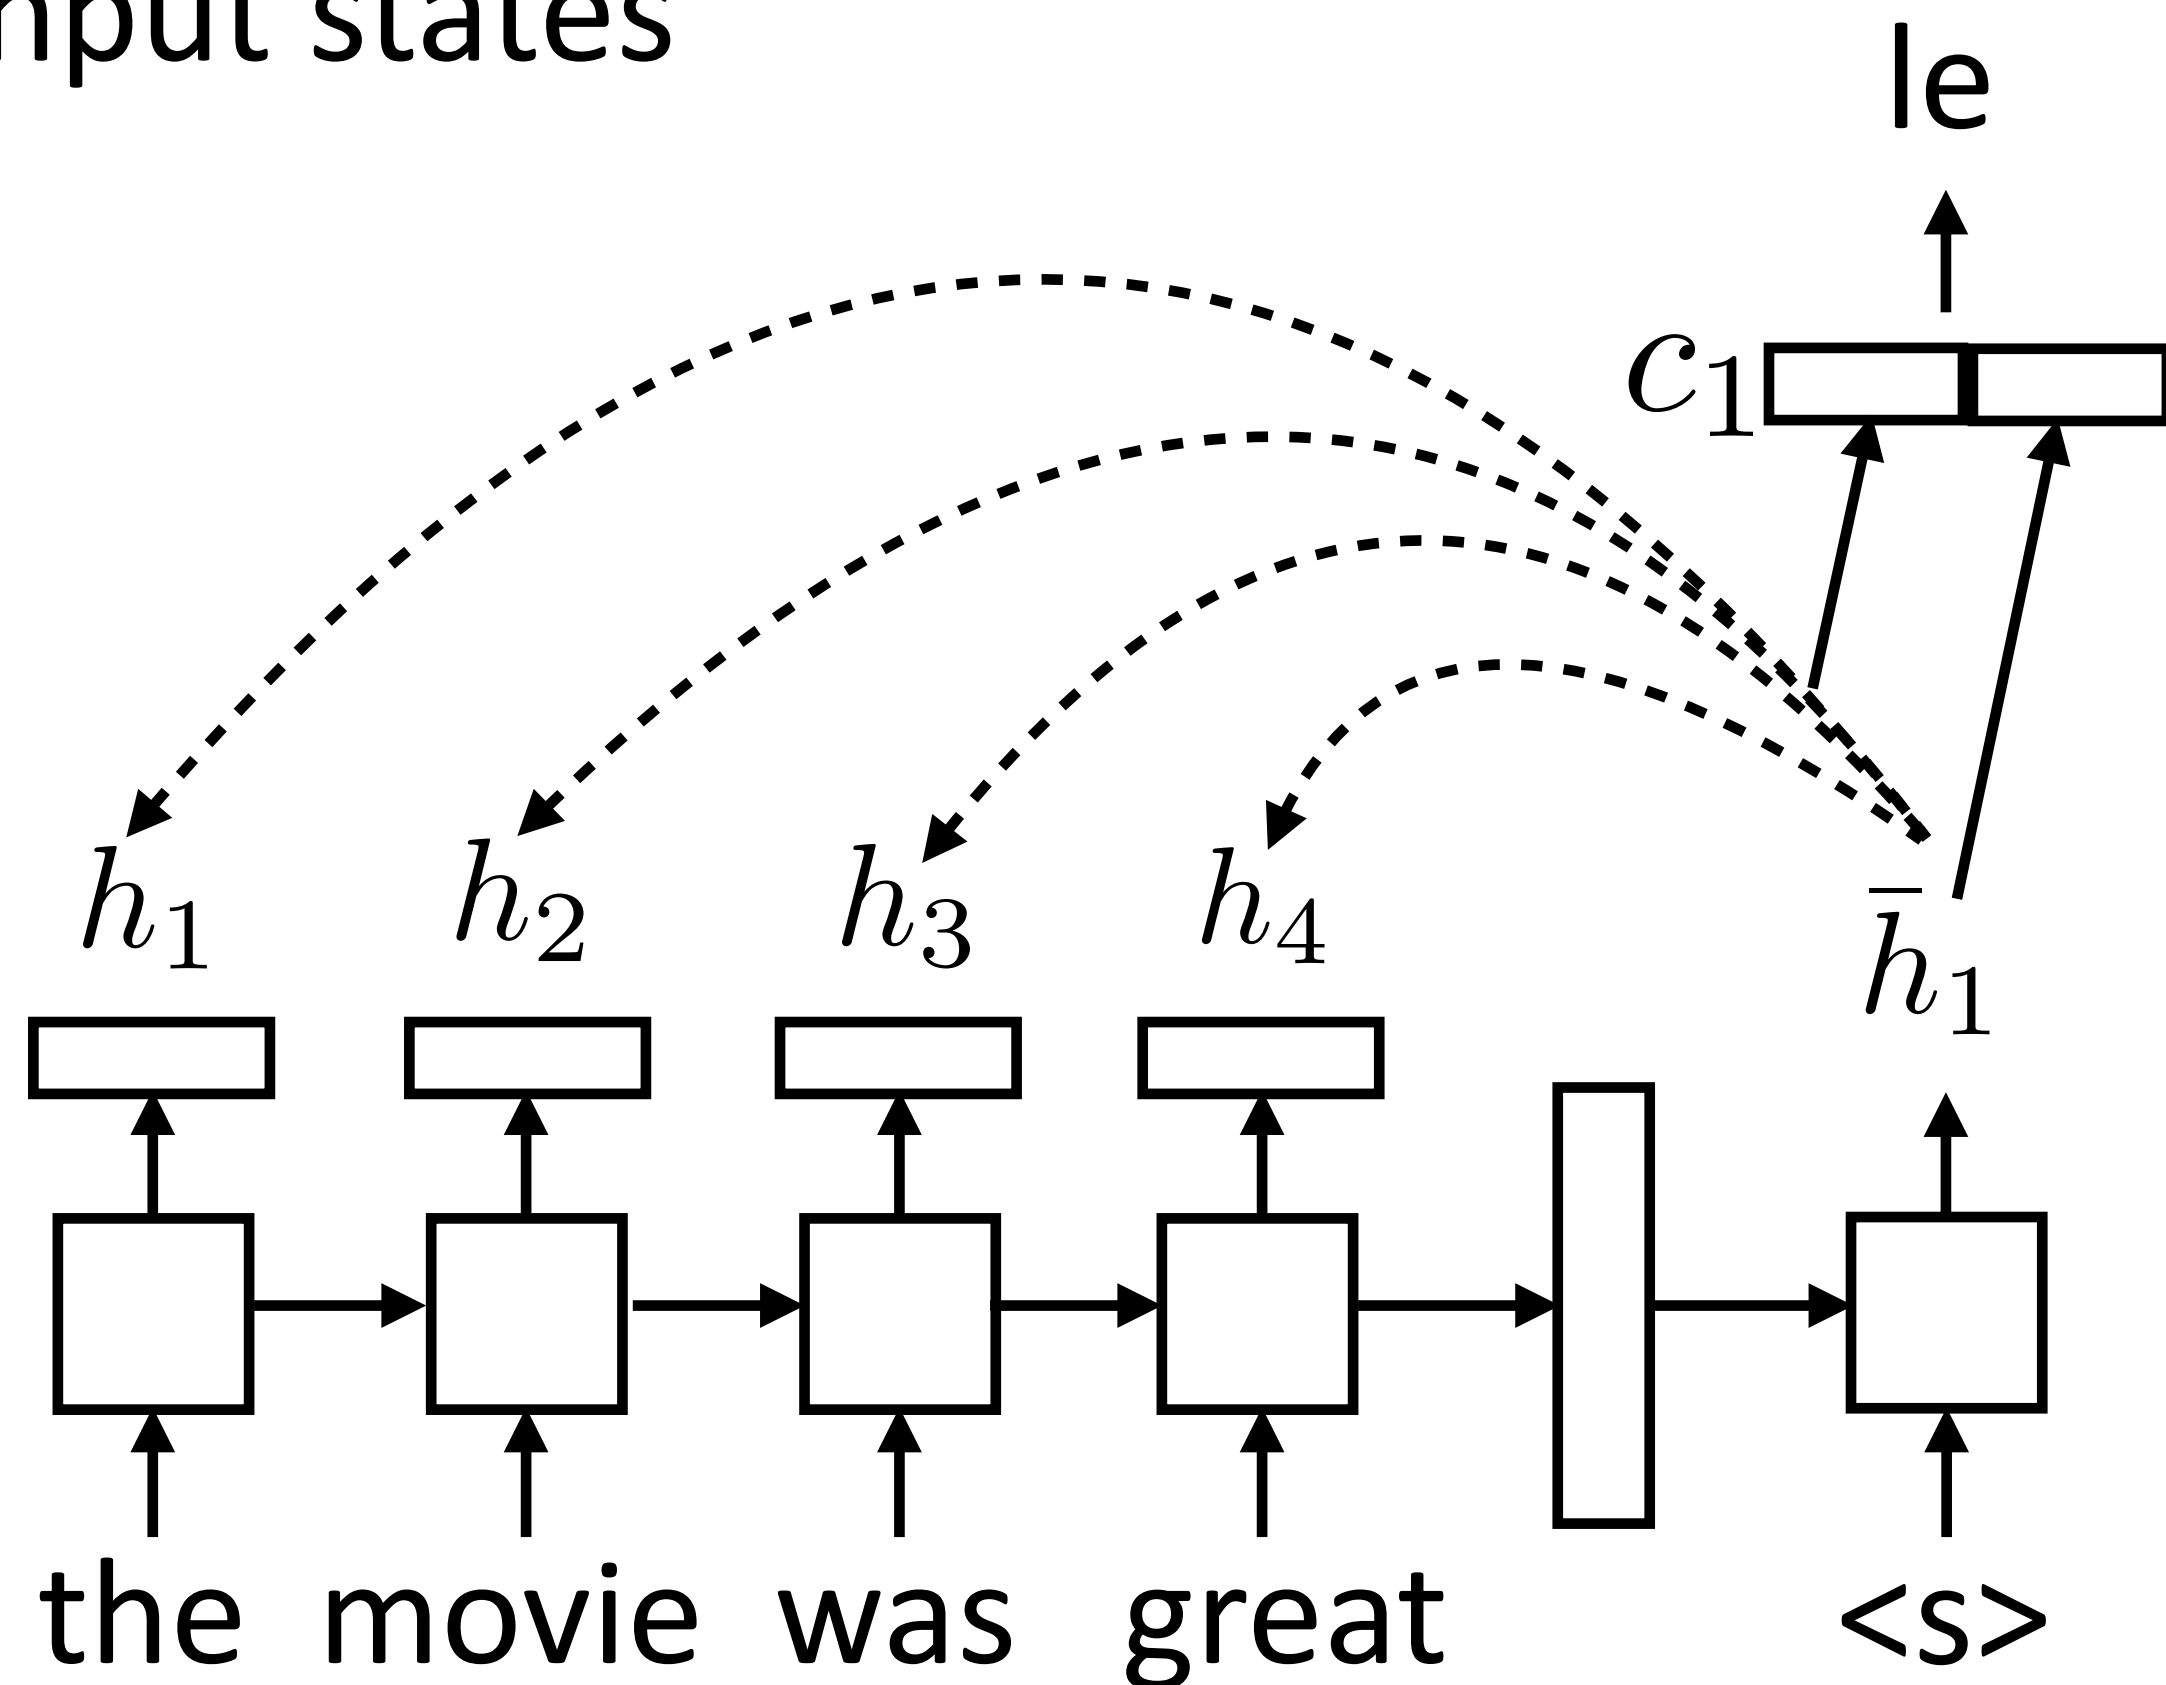 nput states
le
c₁
h₁ h₂ h₃ h₄
h̄₁
the movie was great <s>